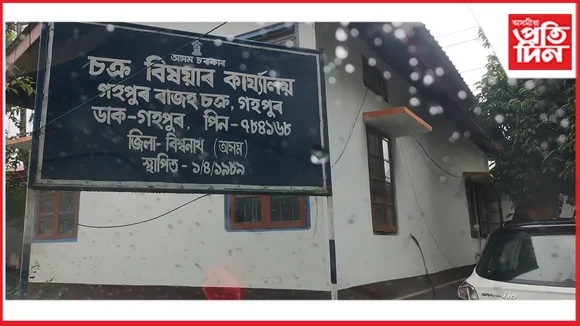 অসম চৰকাৰ
চক্ৰ বিষয়াৰ কাৰ্য্যালয়
গহপুৰ ৰাজহ চক্ৰ, গহপুৰ
ডাক-গহপুৰ, পিন-৭৮৪১৬৮
জিলা- বিশ্বনাথ (অসম)
স্থাপিত - ১/৪/১৯৮৯
অসমীয়া
প্ৰতি
দিন